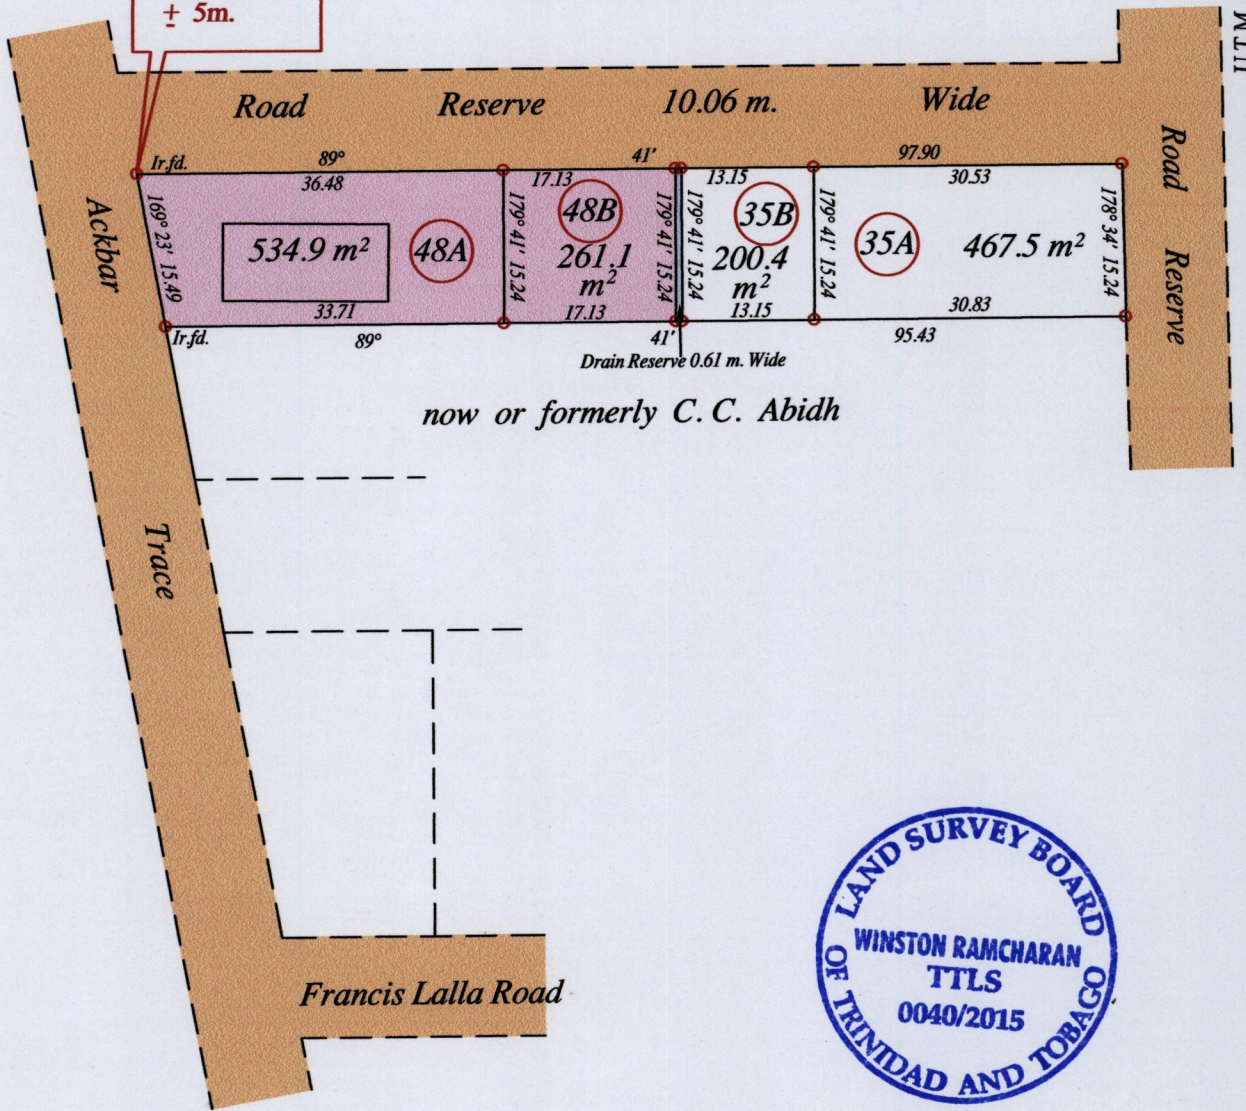 ± 5m.
UTM
Road Reserve 10.06 m. Wide
Ir.fd. 89° 41' 97.90
36.48 17.13 13.15 30.53
169° 23' 15.49
534.9 m²
48A
179° 41' 15.24
48B
261.1
m²
179° 41' 15.24
179° 41' 15.24
35B
200.4
m²
179° 41' 15.24
35A
467.5 m²
178° 34' 15.24
33.71 17.13 13.15 30.83
Ir.fd. 89° 41' 95.43
Drain Reserve 0.61 m. Wide
now or formerly C. C. Abidh
Ackbar Trace
Road Reserve
Francis Lalla Road
LAND SURVEY BOARD
OF TRINIDAD AND TOBAGO
WINSTON RAMCHARAN
TTLS
0040/2015